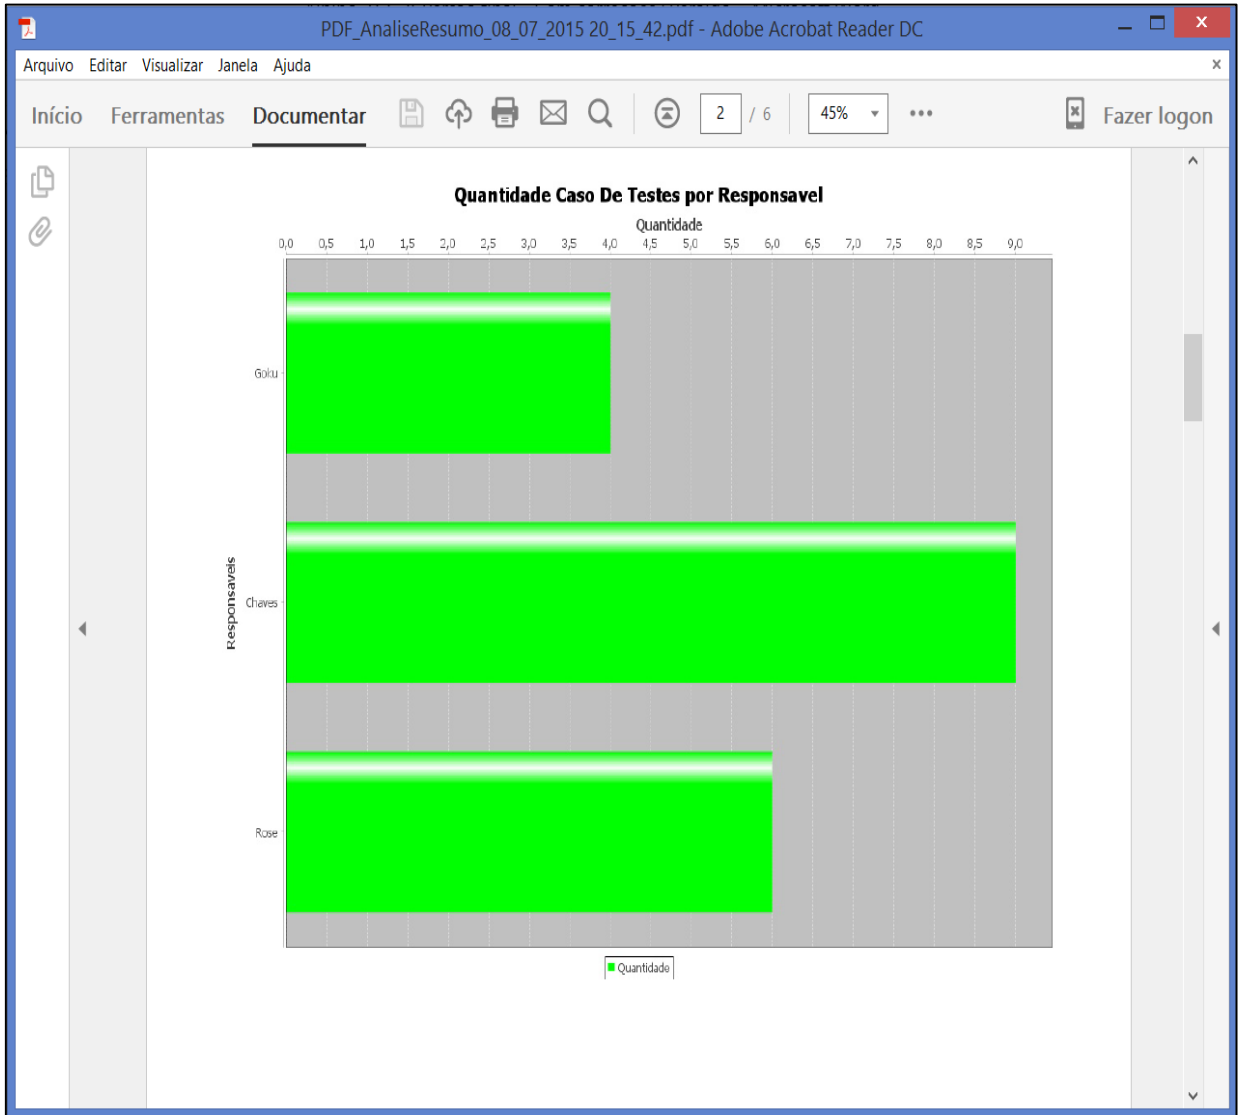 PDF_AnaliseResumo_08_07_2015 20_15_42.pdf - Adobe Acrobat Reader DC
Arquivo Editar Visualizar Janela Ajuda
Início Ferramentas Documentar 2 / 6 45% Fazer logon
Quantidade Caso De Testes por Responsavel
Quantidade
0,0 0,5 1,0 1,5 2,0 2,5 3,0 3,5 4,0 4,5 5,0 5,5 6,0 6,5 7,0 7,5 8,0 8,5 9,0
Goku
Responsaveis
Chaves
Rose
Quantidade